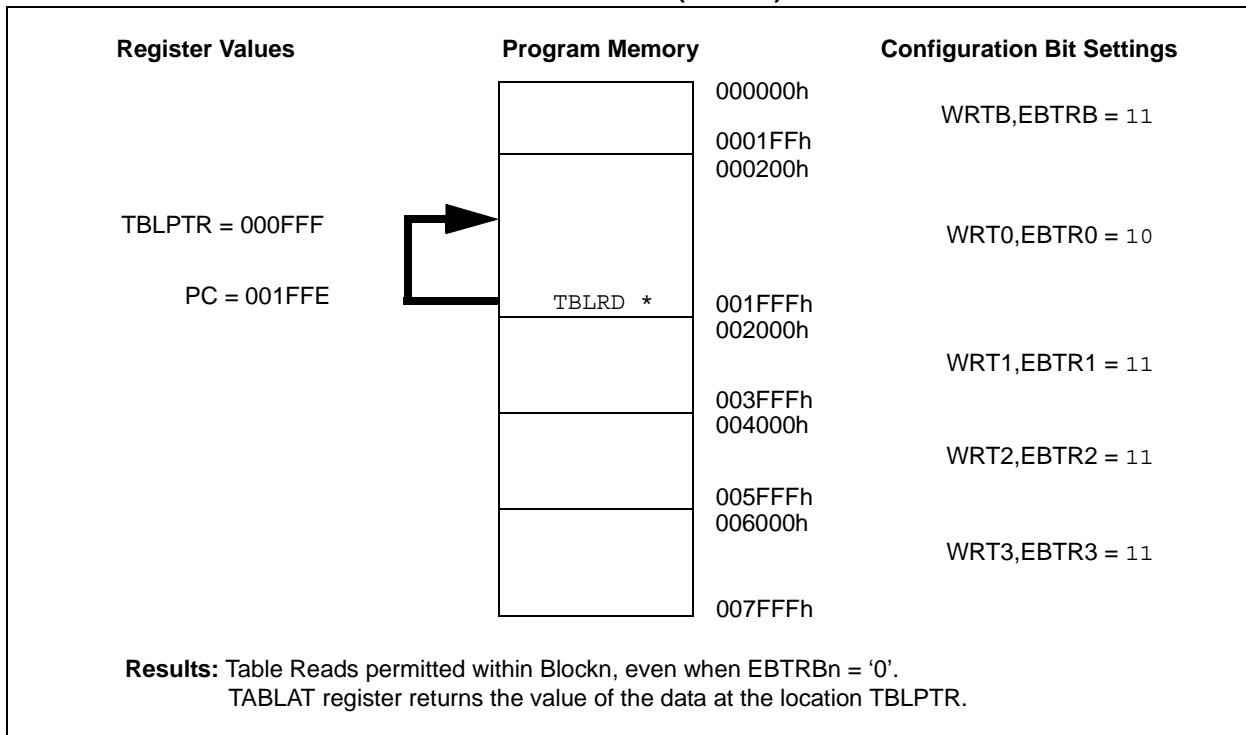 Register Values Program Memory Configuration Bit Settings
000000h
WRTB,EBTRB = 11
0001FFh
000200h
TBLPTR = 000FFF
WRT0,EBTR0 = 10
PC = 001FFE
TBLRD *
001FFFh
002000h
WRT1,EBTR1 = 11
003FFFh
004000h
WRT2,EBTR2 = 11
005FFFh
006000h
WRT3,EBTR3 = 11
007FFFh
Results: Table Reads permitted within Blockn, even when EBTRBn = ‘0’.
TABLAT register returns the value of the data at the location TBLPTR.